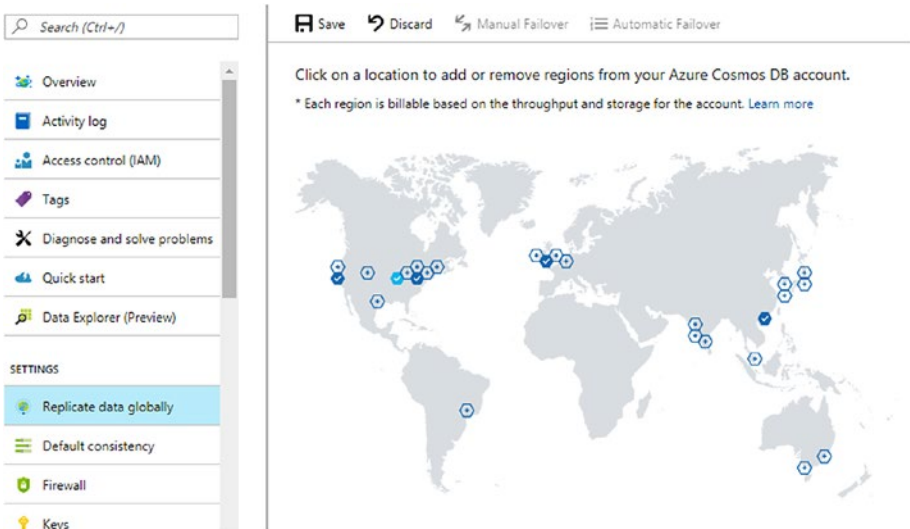 Search (Ctrl+/)
Overview
Activity log
Access control (IAM)
Tags
Diagnose and solve problems
Quick start
Data Explorer (Preview)
SETTINGS
Replicate data globally
Default consistency
Firewall
Keys
Save Discard Manual Failover Automatic Failover
Click on a location to add or remove regions from your Azure Cosmos DB account.
* Each region is billable based on the throughput and storage for the account. Learn more